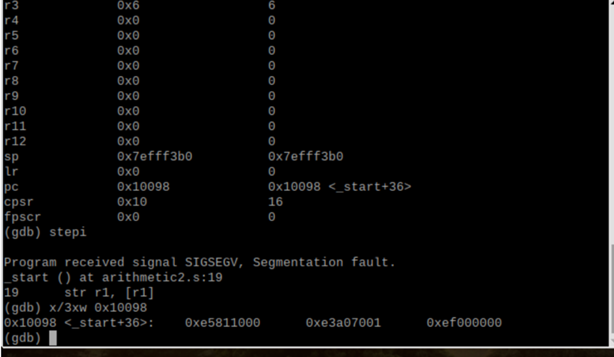 r3 0x6 6
r4 0x0 0
r5 0x0 0
r6 0x0 0
r7 0x0 0
r8 0x0 0
r9 0x0 0
r10 0x0 0
r11 0x0 0
r12 0x0 0
sp 0x7efff3b0 0x7efff3b0
lr 0x0 0
pc 0x10098 0x10098 <_start+36>
cpsr 0x10 16
fpscr 0x0 0
(gdb) stepi
Program received signal SIGSEGV, Segmentation fault.
_start () at arithmetic2.s:19
19 str r1, [r1]
(gdb) x/3xw 0x10098
0x10098 <_start+36>: 0xe5811000 0xe3a07001 0xef000000
(gdb)